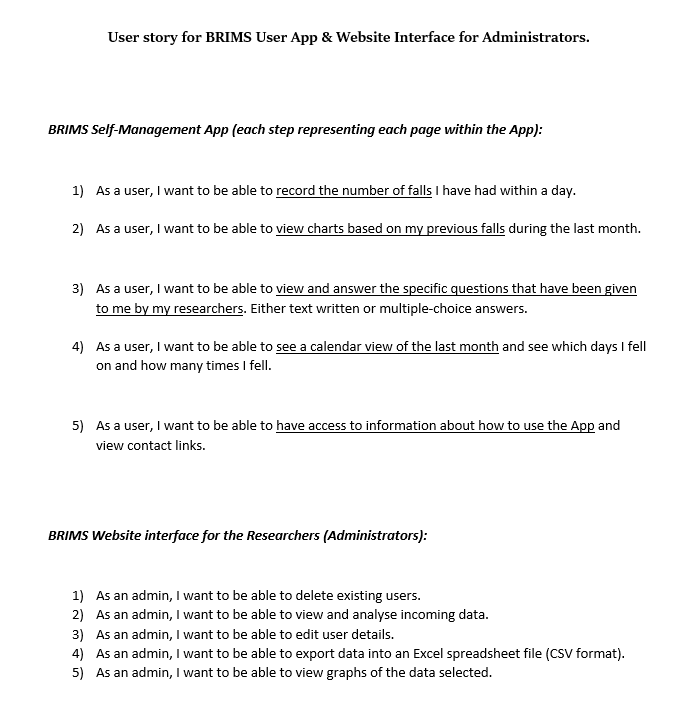 User story for BRIMS User App & Website Interface for Administrators.
BRIMS Self-Management App (each step representing each page within the App):
1) As a user, I want to be able to record the number of falls I have had within a day.
2) As a user, I want to be able to view charts based on my previous falls during the last month.
3) As a user, I want to be able to view and answer the specific questions that have been given
to me by my researchers. Either text written or multiple-choice answers.
4) As a user, I want to be able to see a calendar view of the last month and see which days I fell
on and how many times I fell.
5) As a user, I want to be able to have access to information about how to use the App and
view contact links.
BRIMS Website interface for the Researchers (Administrators):
1) As an admin, I want to be able to delete existing users.
2) As an admin, I want to be able to view and analyse incoming data.
3) As an admin, I want to be able to edit user details.
4) As an admin, I want to be able to export data into an Excel spreadsheet file (CSV format).
5) As an admin, I want to be able to view graphs of the data selected.